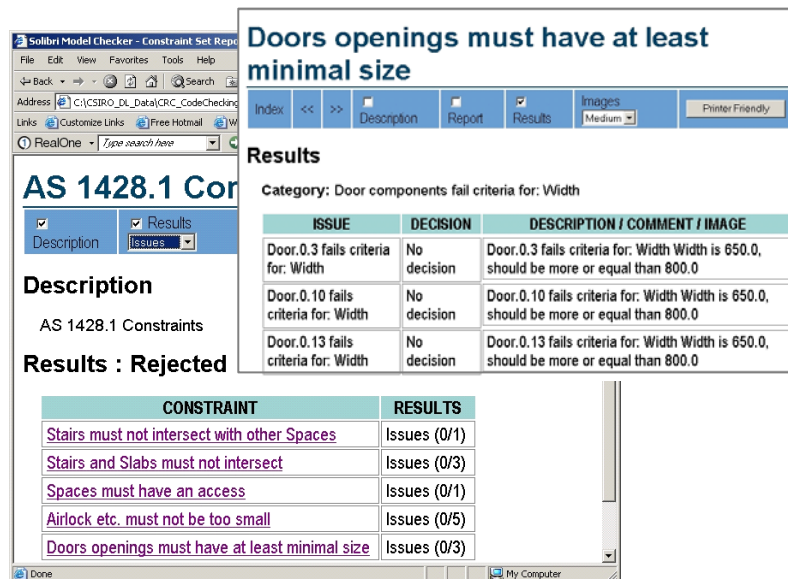 Solibri Model Checker - Constraint Set Repo
File Edit View Favorites Tools Help
Back Search
Address C:\CSIRO_DL_Data\CRC_CodeChecking
Links Customize Links Free Hotmail W
RealOne Type search here
AS 1428.1 Con
Description Results
Issues
Description
AS 1428.1 Constraints
Results : Rejected
CONSTRAINT RESULTS
Stairs must not intersect with other Spaces Issues (0/1)
Stairs and Slabs must not intersect Issues (0/3)
Spaces must have an access Issues (0/1)
Airlock etc. must not be too small Issues (0/5)
Doors openings must have at least minimal size Issues (0/3)
Done My Computer
Doors openings must have at least
minimal size
Index << >> Description Report Results Images Printer Friendly
Medium
Results
Category: Door components fail criteria for: Width
ISSUE DECISION DESCRIPTION / COMMENT / IMAGE
Door.0.3 fails criteria No Door.0.3 fails criteria for: Width Width is 650.0,
for: Width decision should be more or equal than 800.0
Door.0.10 fails No Door.0.10 fails criteria for: Width Width is 650.0,
criteria for: Width decision should be more or equal than 800.0
Door.0.13 fails No Door.0.13 fails criteria for: Width Width is 650.0,
criteria for: Width decision should be more or equal than 800.0